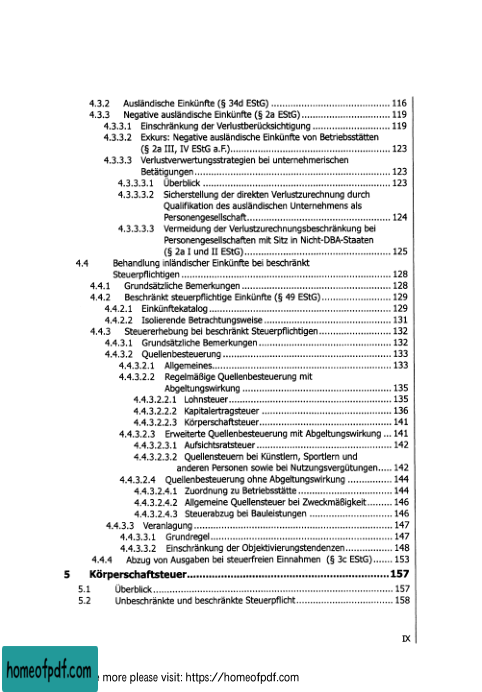 4.3.2 Ausländische Einkünfte (§ 34d EStG) ........ 116
4.3.3 Negative ausländische Einkünfte (§ 2a EStG) ........ 119
4.3.3.1 Einschränkung der Verlustberücksichtigung ........ 119
4.3.3.2 Exkurs: Negative ausländische Einkünfte von Betriebsstätten
(§ 2a III, IV EStG a.F.) ........ 123
4.3.3.3 Verlustverwertungsstrategien bei unternehmerischen
Betätigungen ........ 123
4.3.3.3.1 Überblick ........ 123
4.3.3.3.2 Sicherstellung der direkten Verlustzurechnung durch
Qualifikation des ausländischen Unternehmens als
Personengesellschaft ........ 124
4.3.3.3.3 Vermeidung der Verlustzurechnungsbeschränkung bei
Personengesellschaften mit Sitz in Nicht-DBA-Staaten
(§ 2a I und II EStG) ........ 125
4.4 Behandlung inländischer Einkünfte bei beschränkt
Steuerpflichtigen ........ 128
4.4.1 Grundsätzliche Bemerkungen ........ 128
4.4.2 Beschränkt steuerpflichtige Einkünfte (§ 49 EStG) ........ 129
4.4.2.1 Einkünftekatalog ........ 129
4.4.2.2 Isolierende Betrachtungsweise ........ 131
4.4.3 Steuererhebung bei beschränkt Steuerpflichtigen ........ 132
4.4.3.1 Grundsätzliche Bemerkungen ........ 132
4.4.3.2 Quellenbesteuerung ........ 133
4.4.3.2.1 Allgemeines ........ 133
4.4.3.2.2 Regelmäßige Quellenbesteuerung mit
Abgeltungswirkung ........ 135
4.4.3.2.2.1 Lohnsteuer ........ 135
4.4.3.2.2.2 Kapitalertragsteuer ........ 136
4.4.3.2.2.3 Körperschaftsteuer ........ 141
4.4.3.2.3 Erweiterte Quellenbesteuerung mit Abgeltungswirkung ... 141
4.4.3.2.3.1 Aufsichtsratsteuer ........ 142
4.4.3.2.3.2 Quellensteuern bei Künstlern, Sportlern und
anderen Personen sowie bei Nutzungsvergütungen ..... 142
4.4.3.2.4 Quellenbesteuerung ohne Abgeltungswirkung ........ 144
4.4.3.2.4.1 Zuordnung zu Betriebsstätte ........ 144
4.4.3.2.4.2 Allgemeine Quellensteuer bei Zweckmäßigkeit ........ 146
4.4.3.2.4.3 Steuerabzug bei Bauleistungen ........ 146
4.4.3.3 Veranlagung ........ 147
4.4.3.3.1 Grundregel ........ 147
4.4.3.3.2 Einschränkung der Objektivierungstendenzen ........ 148
4.4.4 Abzug von Ausgaben bei steuerfreien Einnahmen (§ 3c EStG) ....... 153
5 Körperschaftsteuer ........ 157
5.1 Überblick ........ 157
5.2 Unbeschränkte und beschränkte Steuerpflicht ........ 158
IX
homeofpdf.com
more please visit: https://homeofpdf.com